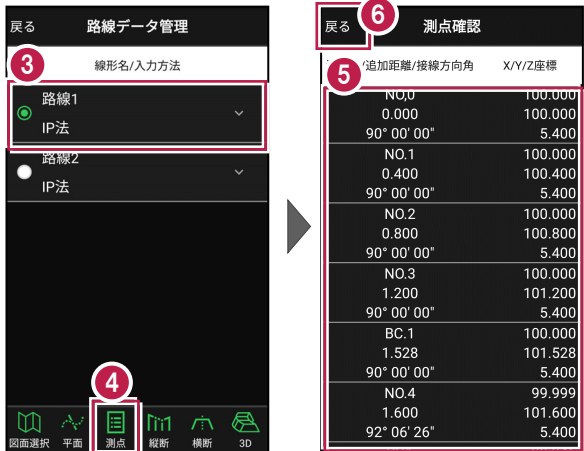 戻る
路線データ管理
3
線形名/入力方法
路線1
IP法
路線2
IP法
4
図面選択
平面
測点
縦断
横断
3D
6
戻る
測点確認
5
/追加距離/接線方向角
X/Y/Z座標
NO,0 100.000
0.000 100.000
90° 00' 00" 5.400
NO.1 100.000
0.400 100.400
90° 00' 00" 5.400
NO.2 100.000
0.800 100.800
90° 00' 00" 5.400
NO.3 100.000
1.200 101.200
90° 00' 00" 5.400
BC.1 100.000
1.528 101.528
90° 00' 00" 5.400
NO.4 99.999
1.600 101.600
92° 06' 26" 5.400